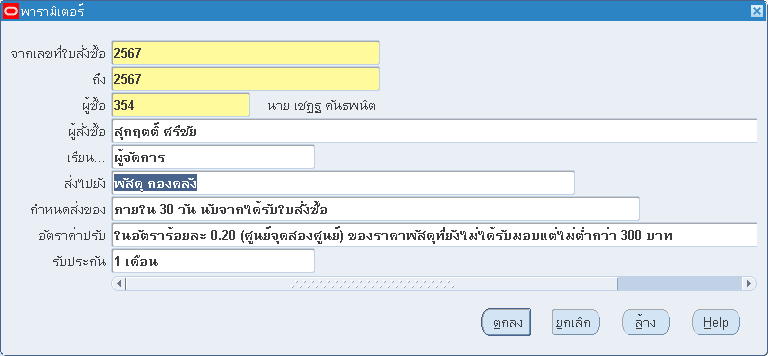 พารามิเตอร์
จากเลขที่ใบสั่งซื้อ 2567
ถึง 2567
ผู้ซื้อ 354 นาย เชฏฐ คันธพนิต
ผู้สั่งซื้อ สุกฤตติ์ ศรีชัย
เรียน... ผู้จัดการ
ส่งไปยัง พัสดุ กองคลัง
กำหนดส่งของ ภายใน 30 วัน นับจากได้รับใบสั่งซื้อ
อัตราค่าปรับ ในอัตราร้อยละ 0.20 (ศูนย์จุดสองศูนย์) ของราคาพัสดุที่ยังไม่ได้รับมอบแต่ไม่ต่ำกว่า 300 บาท
รับประกัน 1 เดือน
ตกลง ยกเลิก ล้าง Help